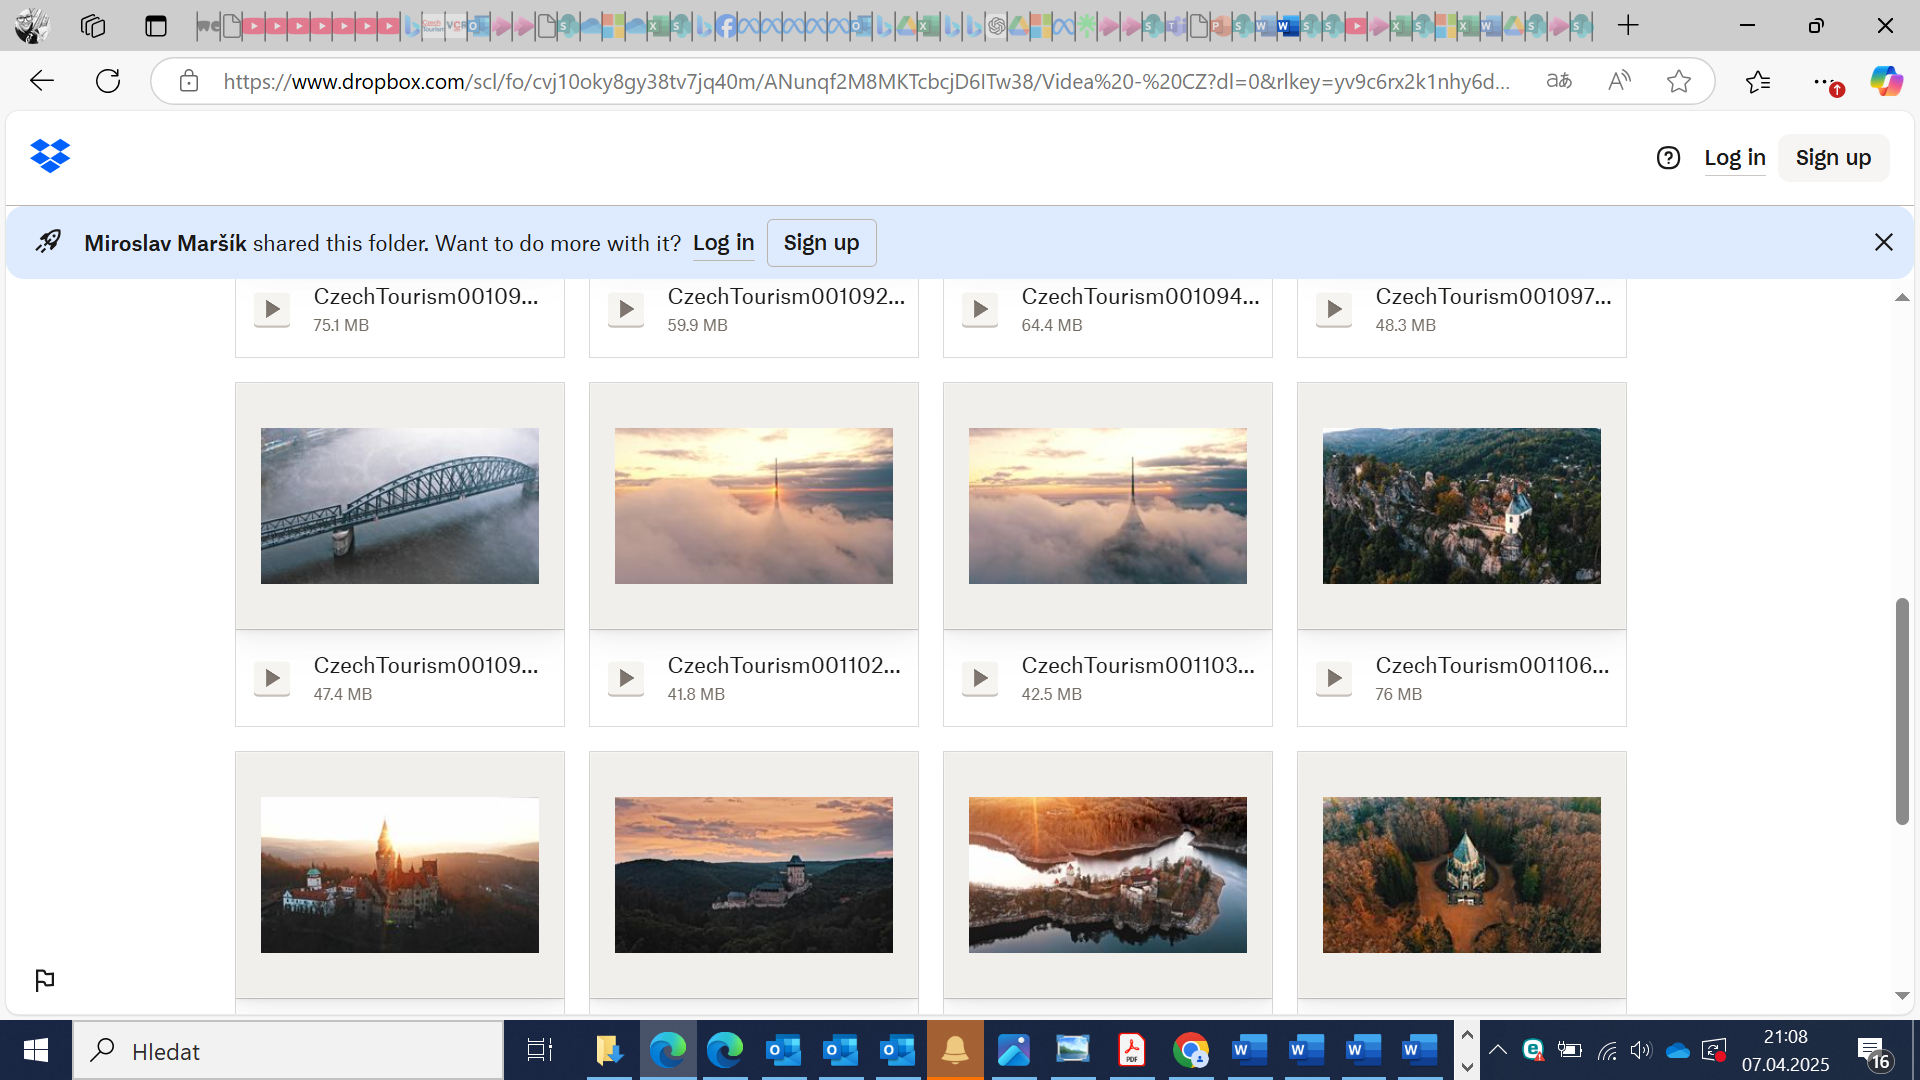 https://www.dropbox.com/scl/fo/cvj10oky8gy38tv7jq40m/ANunqf2M8MKTcbcjD6ITw38/Videa%20-%20CZ?dl=0&rlkey=yv9c6rx2k1nhy6d...
Log in
Sign up
Miroslav Maršík shared this folder. Want to do more with it? Log in Sign up
CzechTourism00109...
75.1 MB
CzechTourism001092...
59.9 MB
CzechTourism001094...
64.4 MB
CzechTourism001097...
48.3 MB
CzechTourism00109...
47.4 MB
CzechTourism001102...
41.8 MB
CzechTourism001103...
42.5 MB
CzechTourism001106...
76 MB
Hledat
21:08
07.04.2025
16